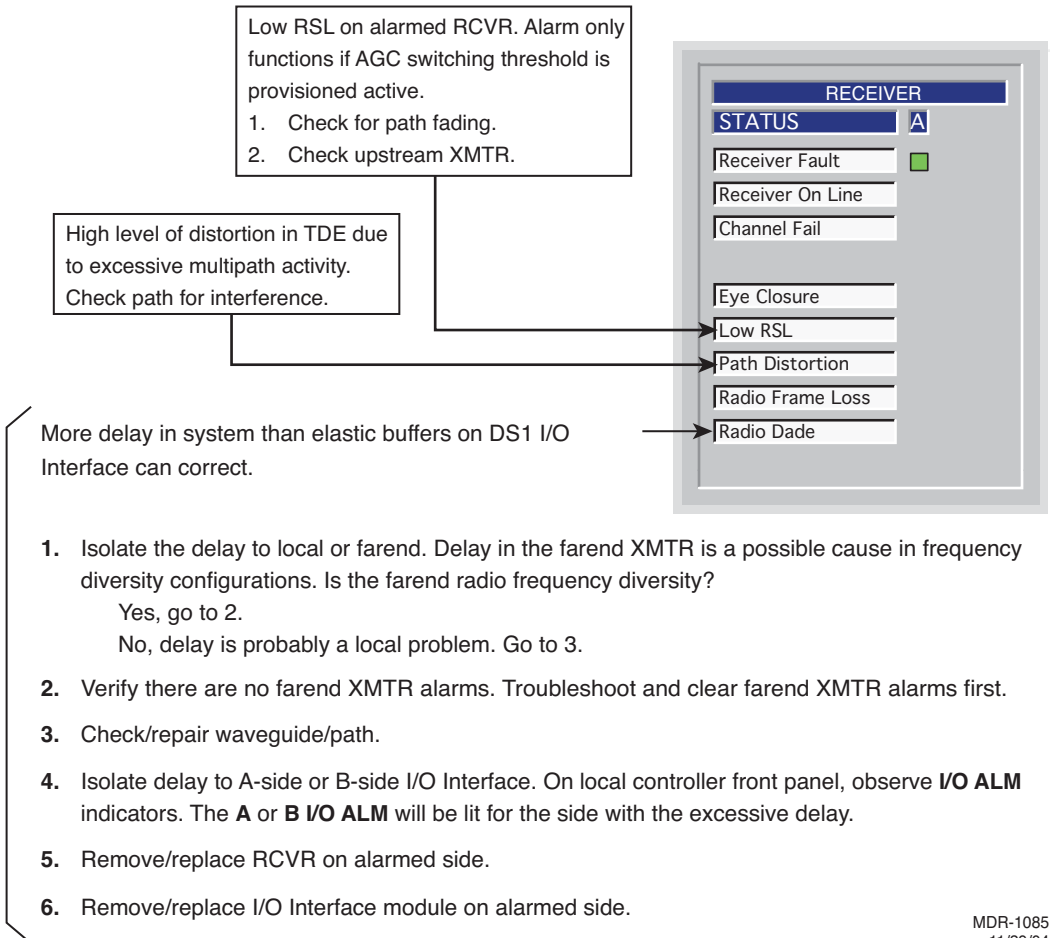 Low RSL on alarmed RCVR. Alarm only
functions if AGC switching threshold is
provisioned active.
1. Check for path fading.
2. Check upstream XMTR.
High level of distortion in TDE due
to excessive multipath activity.
Check path for interference.
RECEIVER
STATUS A
Receiver Fault
Receiver On Line
Channel Fail
Eye Closure
Low RSL
Path Distortion
Radio Frame Loss
Radio Dade
More delay in system than elastic buffers on DS1 I/O
Interface can correct.
1. Isolate the delay to local or farend. Delay in the farend XMTR is a possible cause in frequency
diversity configurations. Is the farend radio frequency diversity?
Yes, go to 2.
No, delay is probably a local problem. Go to 3.
2. Verify there are no farend XMTR alarms. Troubleshoot and clear farend XMTR alarms first.
3. Check/repair waveguide/path.
4. Isolate delay to A-side or B-side I/O Interface. On local controller front panel, observe I/O ALM
indicators. The A or B I/O ALM will be lit for the side with the excessive delay.
5. Remove/replace RCVR on alarmed side.
6. Remove/replace I/O Interface module on alarmed side.
MDR-1085